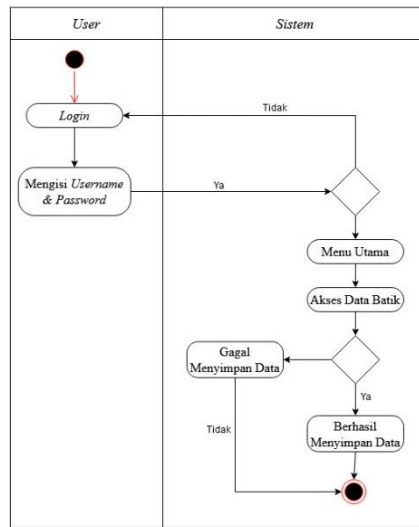 User
Sistem
Tidak
Login
Mengisi Username
& Password
Ya
Menu Utama
Akses Data Batik
Gagal
Menyimpan Data
Ya
Tidak
Berhasil
Menyimpan Data